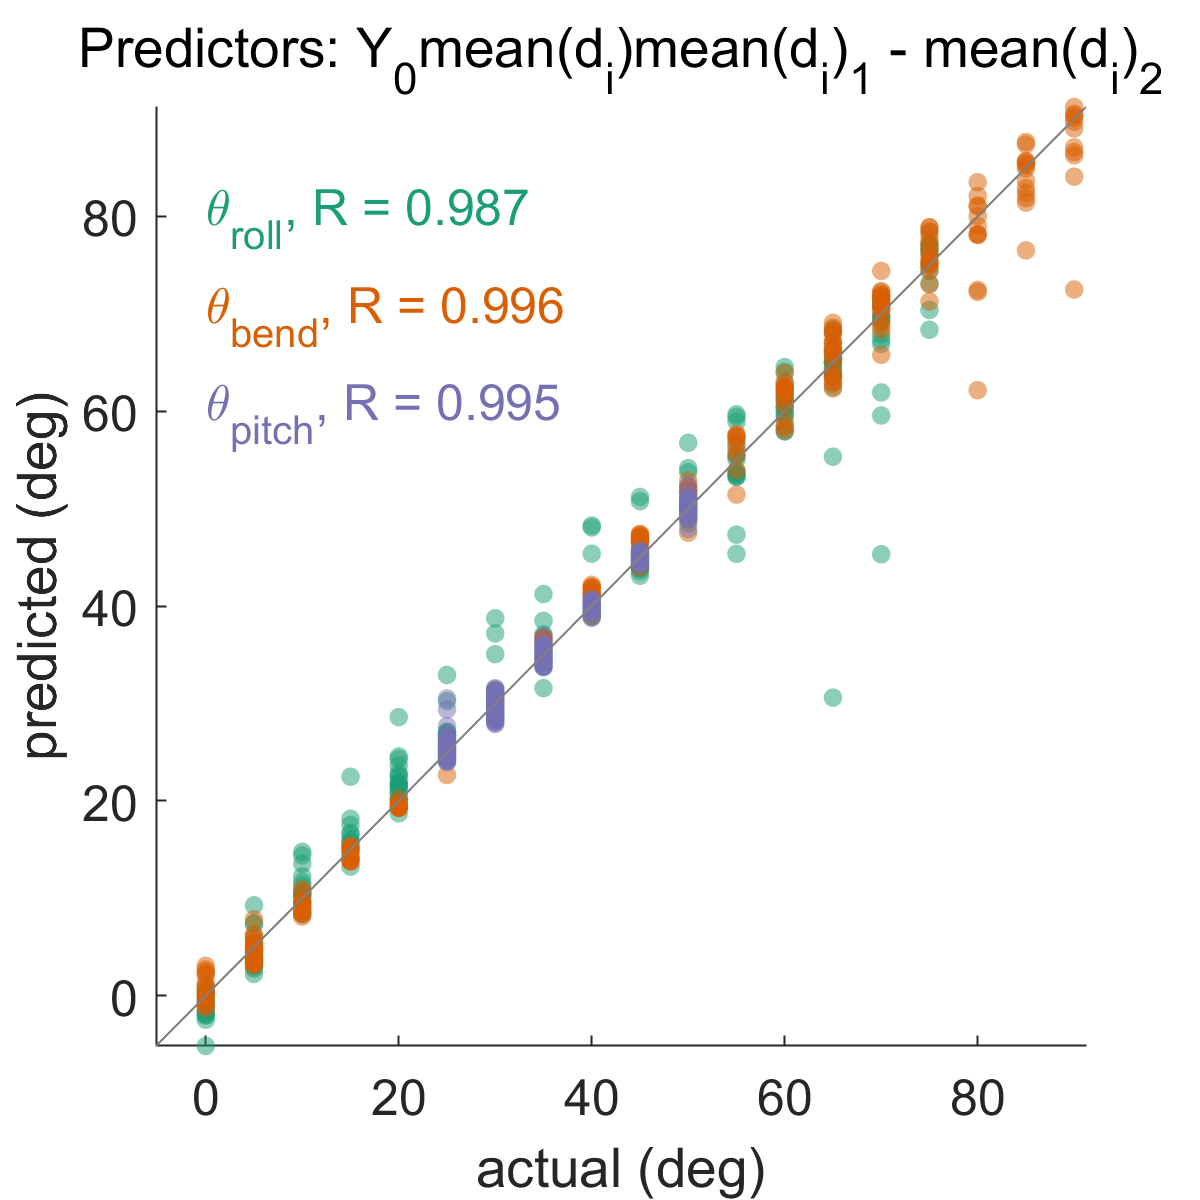 Predictors: Y₀mean(dᵢ)mean(dᵢ)₁ - mean(dᵢ)₂
θroll, R = 0.987
θbend, R = 0.996
θpitch, R = 0.995
predicted (deg)
80
60
40
20
0
0 20 40 60 80
actual (deg)